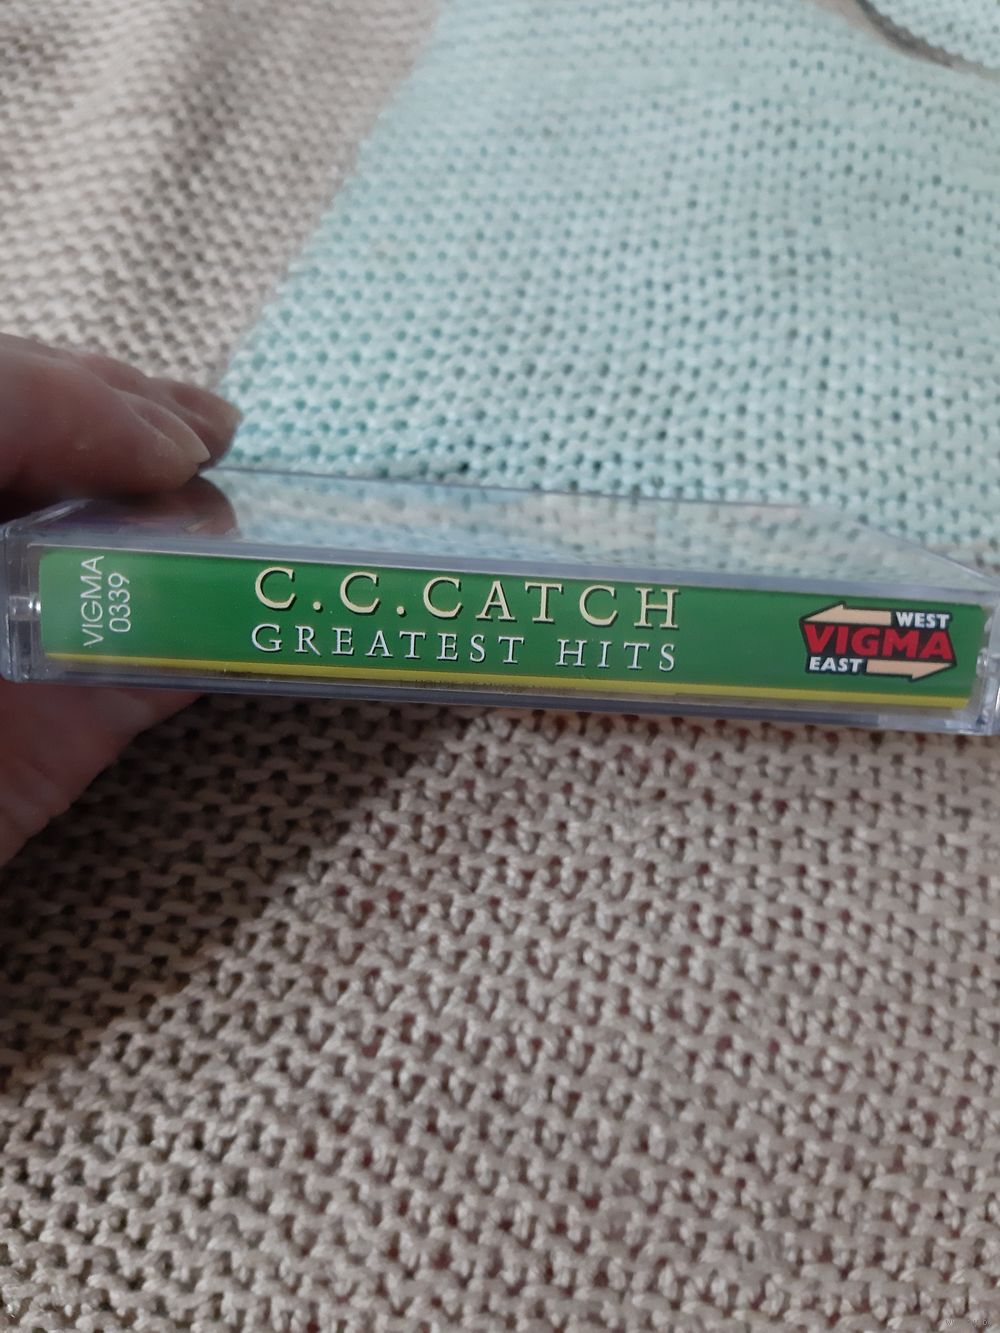 VIGMA
0339
C.C.CATCH
GREATEST HITS
WEST
VIGMA
EAST